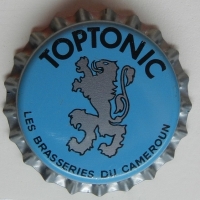 TOPTONIC
LES BRASSERIES DU CAMEROUN